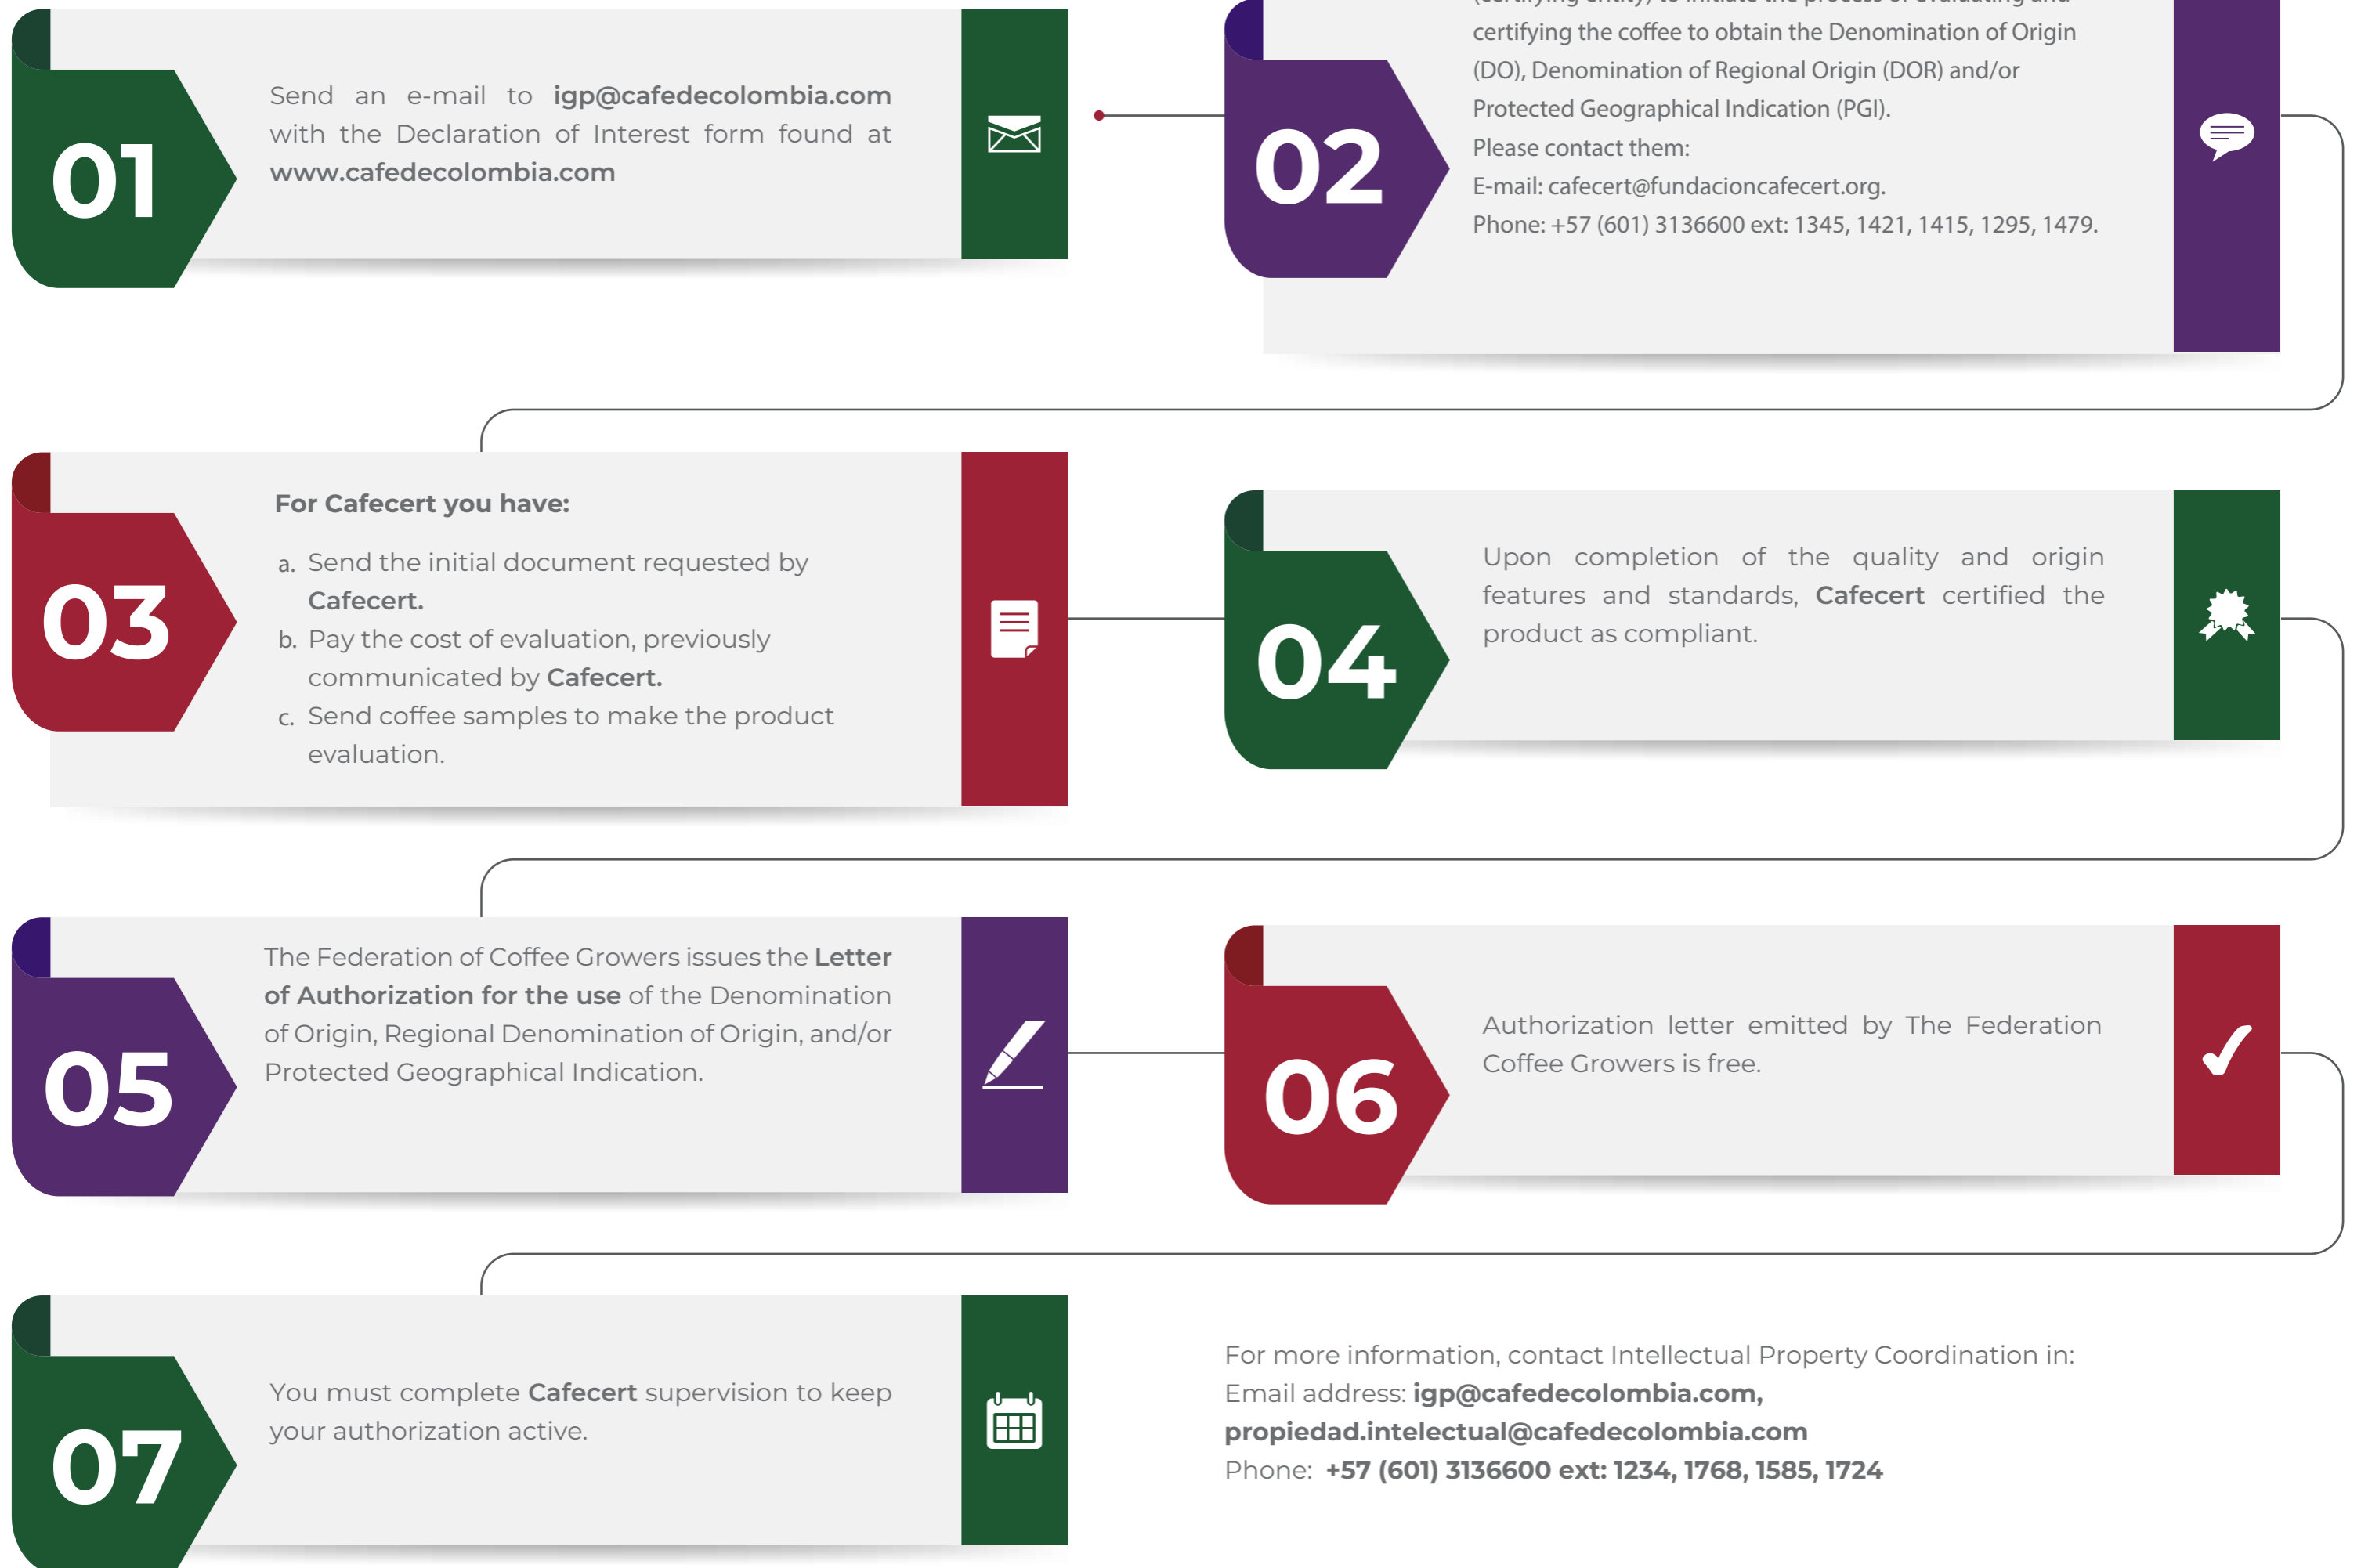 01
Send an e-mail to igp@cafedecolombia.com
with the Declaration of Interest form found at
www.cafedecolombia.com
02
(certifying entity) to initiate the process of evaluating and
certifying the coffee to obtain the Denomination of Origin
(DO), Denomination of Regional Origin (DOR) and/or
Protected Geographical Indication (PGI).
Please contact them:
E-mail: cafecert@fundacioncafecert.org.
Phone: +57 (601) 3136600 ext: 1345, 1421, 1415, 1295, 1479.
03
For Cafecert you have:
a. Send the initial document requested by
Cafecert.
b. Pay the cost of evaluation, previously
communicated by Cafecert.
c. Send coffee samples to make the product
evaluation.
04
Upon completion of the quality and origin
features and standards, Cafecert certified the
product as compliant.
05
The Federation of Coffee Growers issues the Letter
of Authorization for the use of the Denomination
of Origin, Regional Denomination of Origin, and/or
Protected Geographical Indication.
06
Authorization letter emitted by The Federation
Coffee Growers is free.
07
You must complete Cafecert supervision to keep
your authorization active.
For more information, contact Intellectual Property Coordination in:
Email address: igp@cafedecolombia.com,
propiedad.intelectual@cafedecolombia.com
Phone: +57 (601) 3136600 ext: 1234, 1768, 1585, 1724